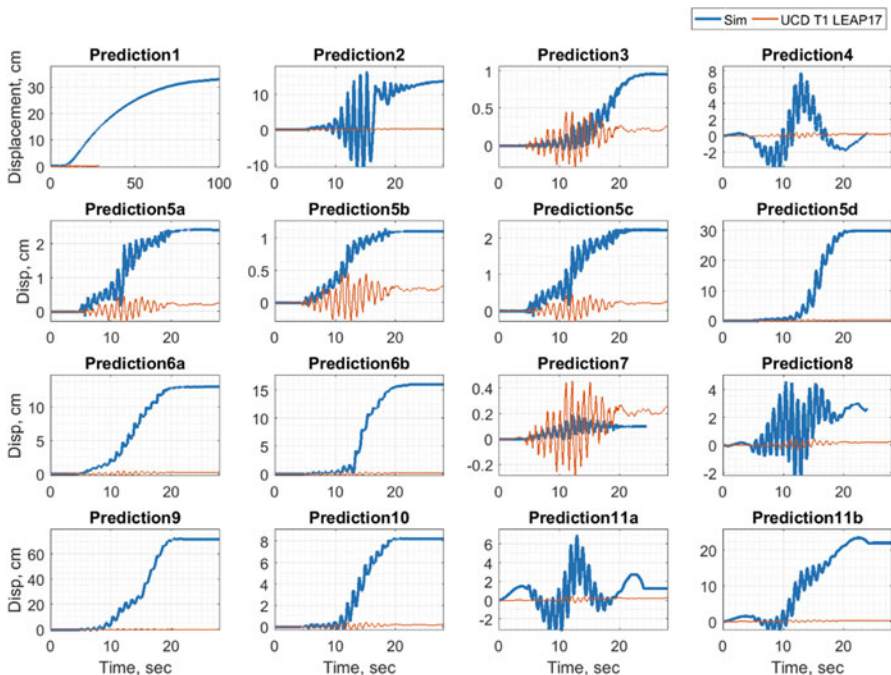 Sim UCD T1 LEAP17
Prediction1 Prediction2 Prediction3 Prediction4
Displacement, cm
30
20
10
0
0 50 100
10
0
-10
0 10 20
1
0.5
0
0 10 20
8
6
4
2
0
-2
0 10 20
Prediction5a Prediction5b Prediction5c Prediction5d
Disp, cm
2
1
0
0 10 20
1
0.5
0
0 10 20
2
1
0
0 10 20
30
20
10
0
0 10 20
Prediction6a Prediction6b Prediction7 Prediction8
Disp, cm
10
5
0
0 10 20
15
10
5
0
0 10 20
0.4
0.2
0
-0.2
0 10 20
4
2
0
-2
0 10 20
Prediction9 Prediction10 Prediction11a Prediction11b
Disp, cm
60
40
20
0
0 10 20
8
6
4
2
0
0 10 20
6
4
2
0
-2
0 10 20
20
10
0
0 10 20
Time, sec Time, sec Time, sec Time, sec